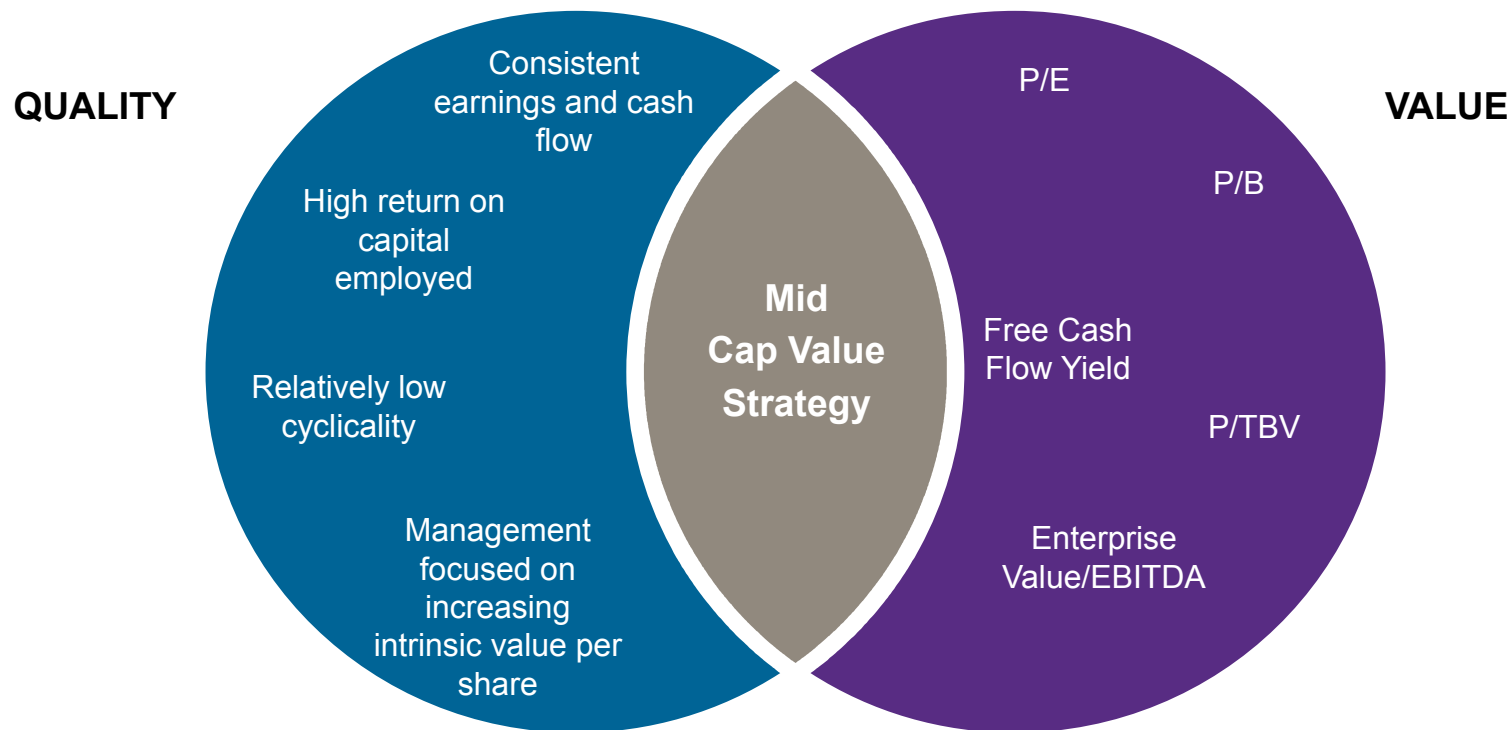 QUALITY
Consistent
earnings and cash
flow
High return on
capital
employed
Relatively low
cyclicality
Management
focused on
increasing
intrinsic value per
share
Mid
Cap Value
Strategy
VALUE
P/E
P/B
Free Cash
Flow Yield
P/TBV
Enterprise
Value/EBITDA